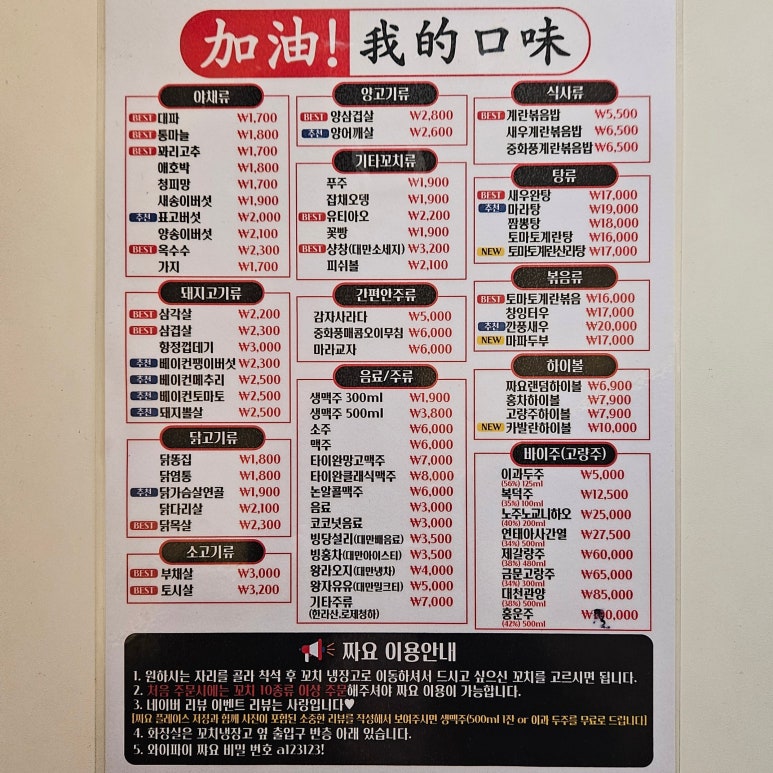 加油! 我的口味
야채류
BEST 대파 ₩1,700
BEST 통마늘 ₩1,800
BEST 꽈리고추 ₩1,700
애호박 ₩1,800
청피망 ₩1,700
새송이버섯 ₩1,900
추천 표고버섯 ₩2,000
양송이버섯 ₩2,100
BEST 옥수수 ₩2,300
가지 ₩1,700
돼지고기류
BEST 삼각살 ₩2,200
BEST 삼겹살 ₩2,300
항정껍데기 ₩3,000
추천 베이컨팽이버섯 ₩2,300
추천 베이컨메추리 ₩2,500
추천 베이컨토마토 ₩2,500
추천 돼지뽈살 ₩2,500
닭고기류
닭똥집 ₩1,800
닭염통 ₩1,800
추천 닭가슴살연골 ₩1,900
닭다리살 ₩2,100
BEST 닭목살 ₩2,300
소고기류
BEST 부채살 ₩3,000
BEST 토시살 ₩3,200
양고기류
BEST 양삼겹살 ₩2,800
추천 양어깨살 ₩2,600
기타꼬치류
푸주 ₩1,900
잡채오뎅 ₩1,900
BEST 유티아오 ₩2,200
꽃빵 ₩1,900
BEST 샹창(대만소세지) ₩3,200
피쉬볼 ₩2,100
간편안주류
감자사라다 ₩5,000
중화풍매콤오이무침 ₩6,000
마라교자 ₩6,000
음료/주류
생맥주 300ml ₩1,900
생맥주 500ml ₩3,800
소주 ₩6,000
맥주 ₩6,000
타이완망고맥주 ₩7,000
타이완클래식맥주 ₩8,000
논알콜맥주 ₩6,000
음료 ₩3,000
코코넛음료 ₩3,000
빙당설리(대만배음료) ₩3,500
빙홍차(대만아이스티) ₩3,500
왕라오지(대만냉차) ₩4,000
왕자유유(대만밀크티) ₩5,000
기타주류 ₩7,000
(한라산,로제청하)
식사류
BEST 계란볶음밥 ₩5,500
새우계란볶음밥 ₩6,500
중화풍계란볶음밥 ₩6,500
탕류
BEST 새우완탕 ₩17,000
추천 마라탕 ₩19,000
짬뽕탕 ₩18,000
토마토계란탕 ₩16,000
NEW 토마토계란신라탕 ₩17,000
볶음류
BEST 토마토계란볶음 ₩16,000
창잉터우 ₩17,000
추천 깐풍새우 ₩20,000
NEW 마파두부 ₩17,000
하이볼
짜요랜덤하이볼 ₩6,900
홍차하이볼 ₩7,900
고량주하이볼 ₩7,900
NEW 카발란하이볼 ₩10,000
바이주(고량주)
이과두주 ₩5,000
(56%) 125ml
복덕주 ₩12,500
(35%) 100ml
노주노교니하오 ₩25,000
(40%) 200ml
연태아사간열 ₩27,500
(34%) 500ml
제갈량주 ₩60,000
(38%) 480ml
금문고량주 ₩65,000
(34%) 300ml
대천관양 ₩85,000
(38%) 500ml
홍운주
(42%) 500ml
짜요 이용안내
1. 원하시는 자리를 골라 착석 후 꼬치 냉장고로 이동하셔서 드시고 싶으신 꼬치를 고르시면 됩니다.
2. 처음 주문시에는 꼬치 10종류 이상 주문해주셔야 짜요 이용이 가능합니다.
3. 네이버 리뷰 이벤트 리뷰는 사랑입니다♥
[짜요 플레이스 저장과 함께 사진이 포함된 소중한 리뷰를 작성해서 보여주시면 생맥주(500ml 1잔 or 이과 두주를 무료로 드립니다]
4. 화장실은 꼬치냉장고 옆 출입구 반층 아래 있습니다.
5. 와이파이 짜요 비밀 번호 a123123!